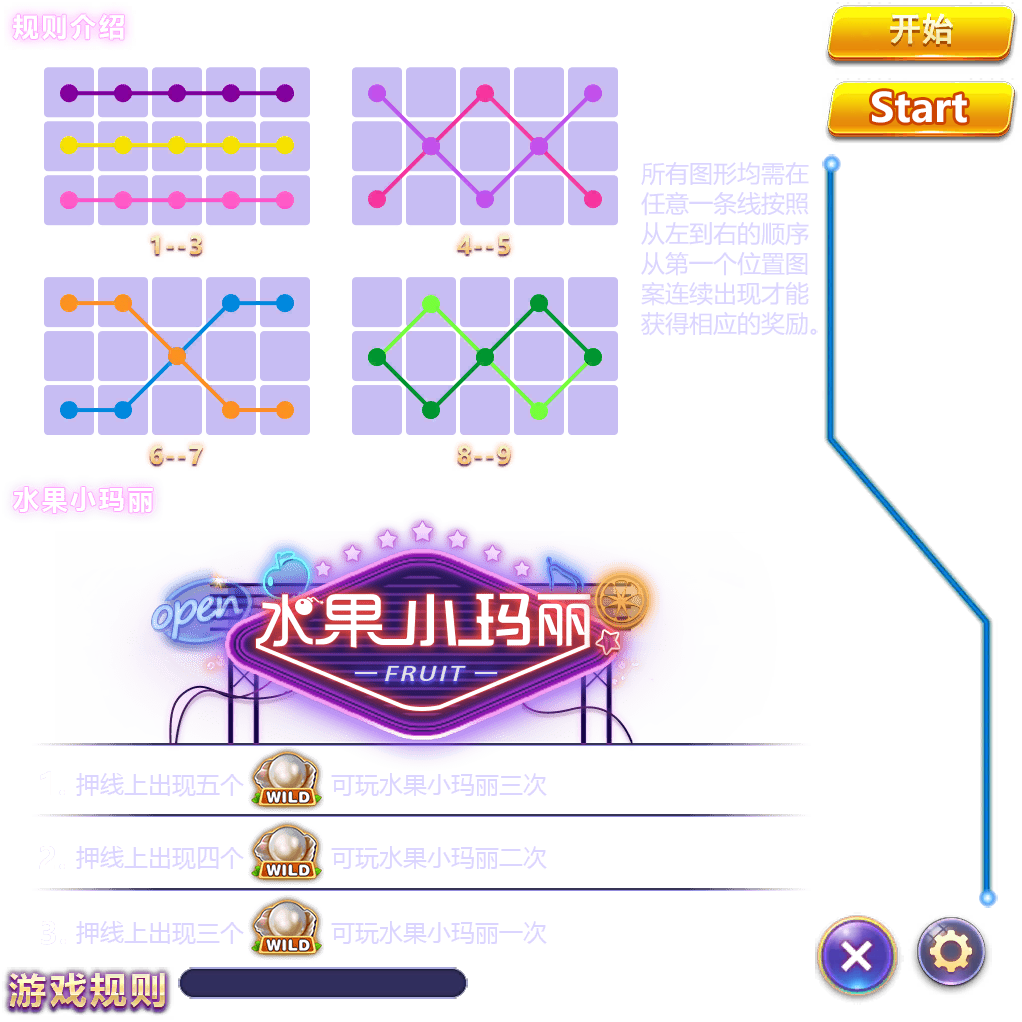 规则介绍
开始
Start
1--3
4--5
所有图形均需在
任意一条线按照
从左到右的顺序
从第一个位置图
案连续出现才能
获得相应的奖励。
6--7
8--9
水果小玛丽
open
水果小玛丽
FRUIT
押线上出现五个 WILD 可玩水果小玛丽三次
2. 押线上出现四个 WILD 可玩水果小玛丽二次
3. 押线上出现三个 WILD 可玩水果小玛丽一次
游戏规则